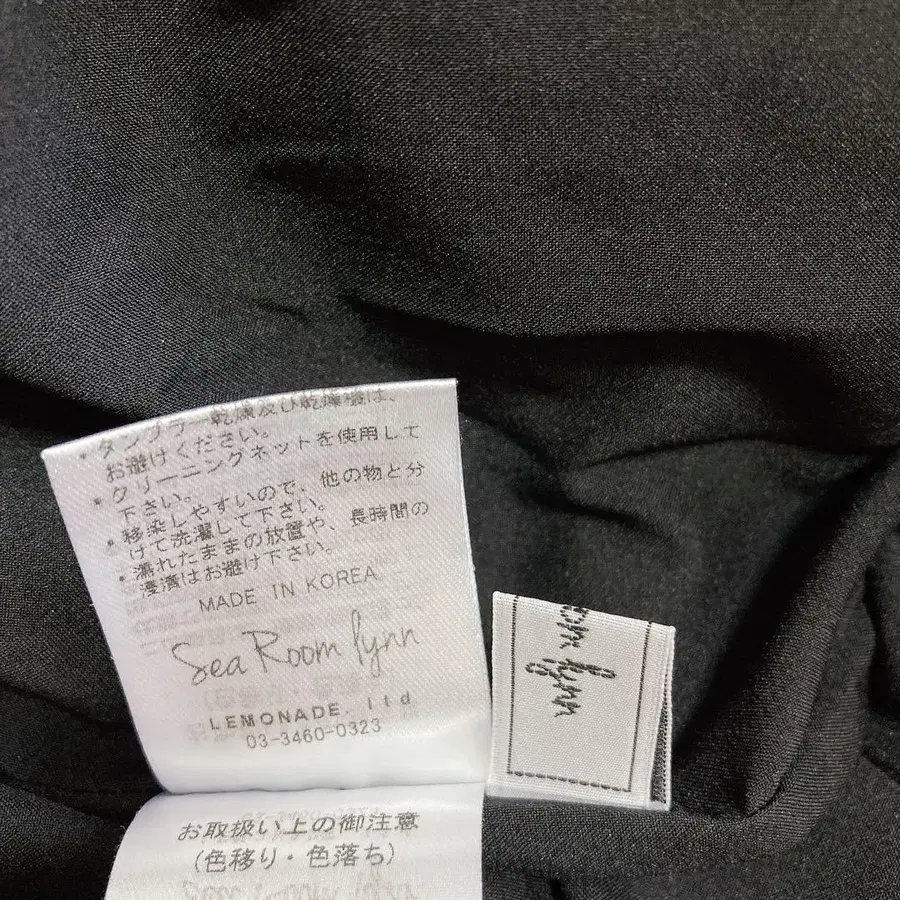 ・タンブラー乾燥及び乾燥機は、
お避けください。
・クリーニングネットを使用して
下さい。
・移染しやすいので、他の物と分
けて洗濯して下さい。
・濡れたままの放置や、長時間の
浸漬はお避け下さい。
MADE IN KOREA
Sea Room lynn
LEMONADE. ltd
03-3460-0323
お取扱い上の御注意
(色移り・色落ち)
om lynn